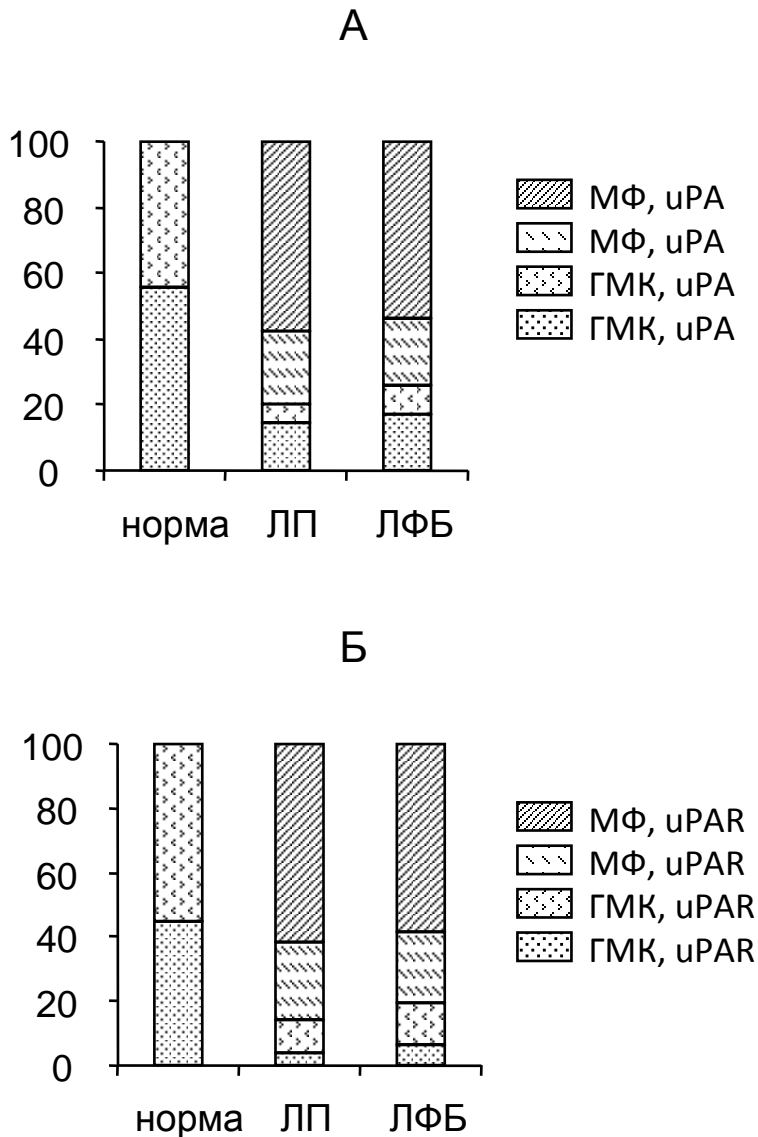 А
100
80
60
40
20
0
норма ЛП ЛФБ
МФ, uPA
МФ, uPA
ГМК, uPA
ГМК, uPA
Б
100
80
60
40
20
0
норма ЛП ЛФБ
МФ, uPAR
МФ, uPAR
ГМК, uPAR
ГМК, uPAR